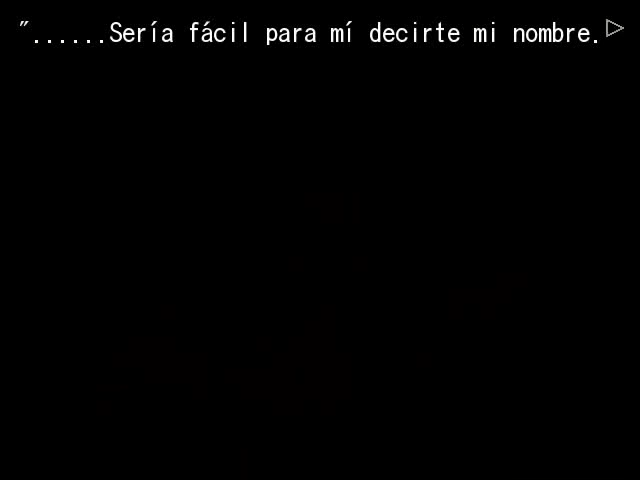 "......Sería fácil para mí decirte mi nombre.